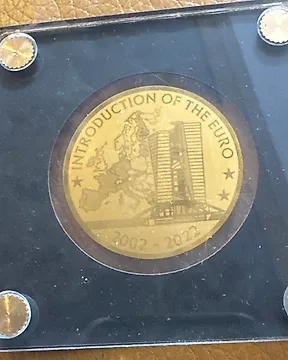 INTRODUCTION OF THE EURO
2002 - 2022